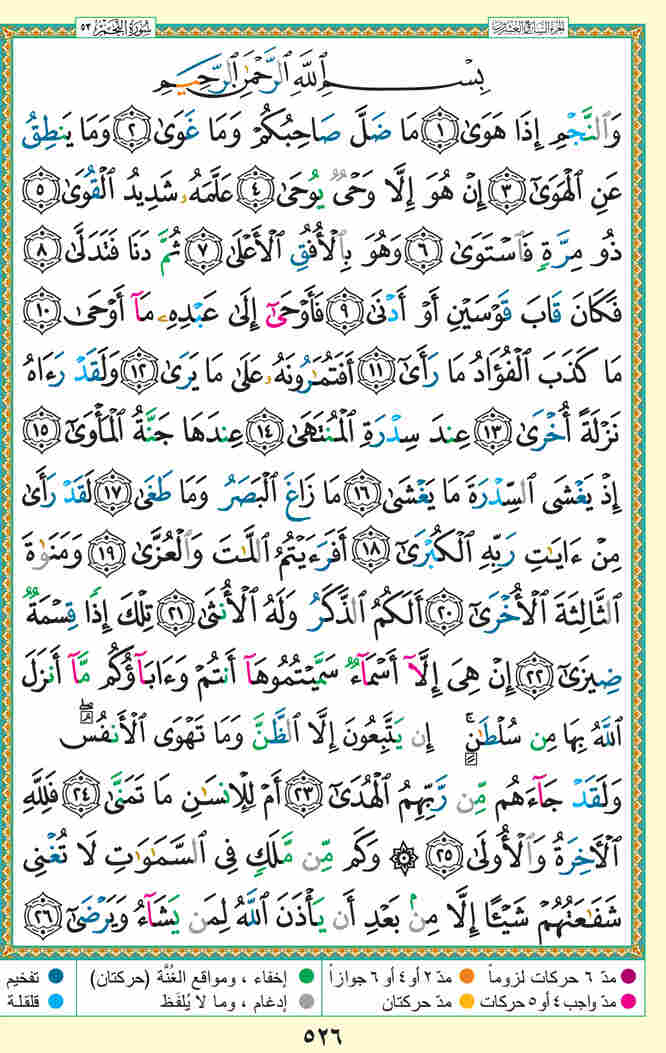 الجزء السابع والعشرون
سُورَةُ النَّجْمِ ٥٣
بِسْمِ ٱللَّهِ ٱلرَّحْمَٰنِ ٱلرَّحِيمِ
وَٱلنَّجْمِ إِذَا هَوَىٰ ١ مَا ضَلَّ صَاحِبُكُمْ وَمَا غَوَىٰ ٢ وَمَا يَنطِقُ
عَنِ ٱلْهَوَىٰٓ ٣ إِنْ هُوَ إِلَّا وَحْىٌ يُوحَىٰ ٤ عَلَّمَهُۥ شَدِيدُ ٱلْقُوَىٰ ٥
ذُو مِرَّةٍ فَٱسْتَوَىٰ ٦ وَهُوَ بِٱلْأُفُقِ ٱلْأَعْلَىٰ ٧ ثُمَّ دَنَا فَتَدَلَّىٰ ٨
فَكَانَ قَابَ قَوْسَيْنِ أَوْ أَدْنَىٰ ٩ فَأَوْحَىٰٓ إِلَىٰ عَبْدِهِۦ مَآ أَوْحَىٰ ١٠
مَا كَذَبَ ٱلْفُؤَادُ مَا رَأَىٰٓ ١١ أَفَتُمَٰرُونَهُۥ عَلَىٰ مَا يَرَىٰ ١٢ وَلَقَدْ رَءَاهُ
نَزْلَةً أُخْرَىٰ ١٣ عِندَ سِدْرَةِ ٱلْمُنتَهَىٰ ١٤ عِندَهَا جَنَّةُ ٱلْمَأْوَىٰٓ ١٥
إِذْ يَغْشَى ٱلسِّدْرَةَ مَا يَغْشَىٰ ١٦ مَا زَاغَ ٱلْبَصَرُ وَمَا طَغَىٰ ١٧ لَقَدْ رَأَىٰ
مِنْ ءَايَٰتِ رَبِّهِ ٱلْكُبْرَىٰٓ ١٨ أَفَرَءَيْتُمُ ٱللَّٰتَ وَٱلْعُزَّىٰ ١٩ وَمَنَوٰةَ
ٱلثَّالِثَةَ ٱلْأُخْرَىٰٓ ٢٠ أَلَكُمُ ٱلذَّكَرُ وَلَهُ ٱلْأُنثَىٰ ٢١ تِلْكَ إِذًا قِسْمَةٌ
ضِيزَىٰٓ ٢٢ إِنْ هِىَ إِلَّآ أَسْمَآءٌ سَمَّيْتُمُوهَآ أَنتُمْ وَءَابَآؤُكُم مَّآ أَنزَلَ
ٱللَّهُ بِهَا مِن سُلْطَٰنٍ ۚ إِن يَتَّبِعُونَ إِلَّا ٱلظَّنَّ وَمَا تَهْوَى ٱلْأَنفُسُ ۖ
وَلَقَدْ جَآءَهُم مِّن رَّبِّهِمُ ٱلْهُدَىٰٓ ٢٣ أَمْ لِلْإِنسَٰنِ مَا تَمَنَّىٰ ٢٤ فَلِلَّهِ
ٱلْـَٔاخِرَةُ وَٱلْأُولَىٰ ٢٥ ۞ وَكَم مِّن مَّلَكٍ فِى ٱلسَّمَٰوَٰتِ لَا تُغْنِى
شَفَٰعَتُهُمْ شَيْـًٔا إِلَّا مِنۢ بَعْدِ أَن يَأْذَنَ ٱللَّهُ لِمَن يَشَآءُ وَيَرْضَىٰٓ ٢٦
مدّ ٦ حركات لزوماً مدّ ٢ أو ٤ أو ٦ جوازاً إخفاء ، ومواقع الغُنَّة (حركتان) تفخيم
مدّ واجب ٤ أو ٥ حركات مدّ حركتان إدغام ، وما لا يُلفَظ قلقلة
٥٢٦